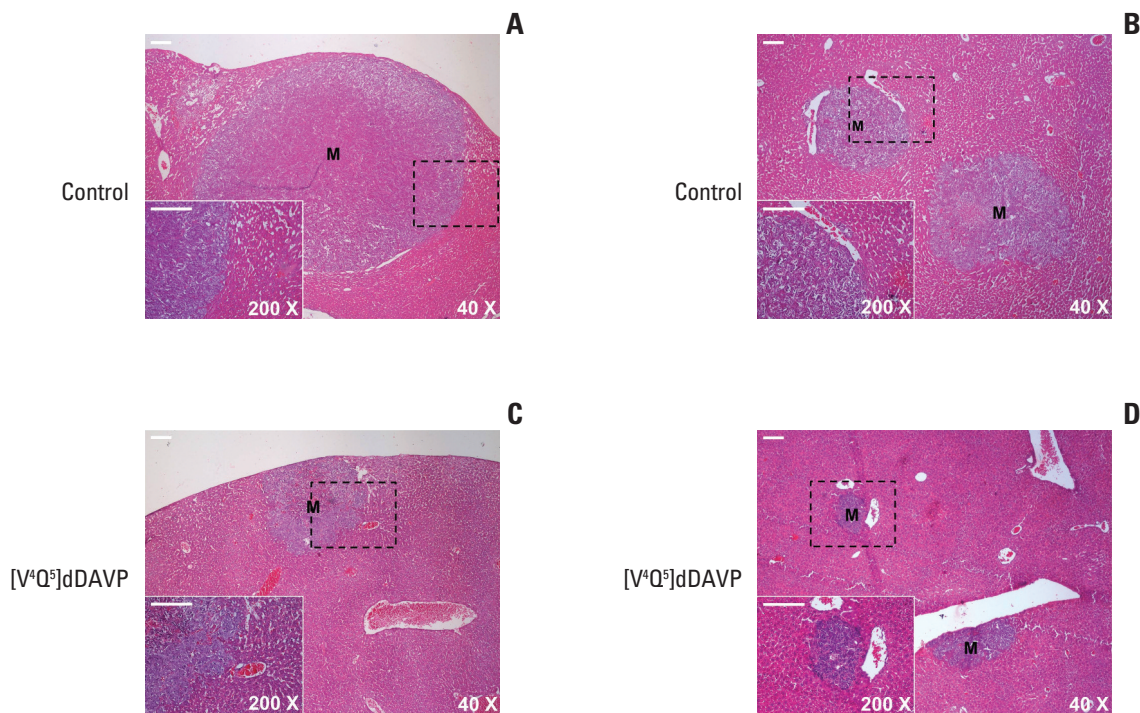 A
M
Control
200 X
40 X
B
M
M
Control
200 X
40 X
C
M
[V⁴Q⁵]dDAVP
200 X
40 X
D
M
M
[V⁴Q⁵]dDAVP
200 X
40 X